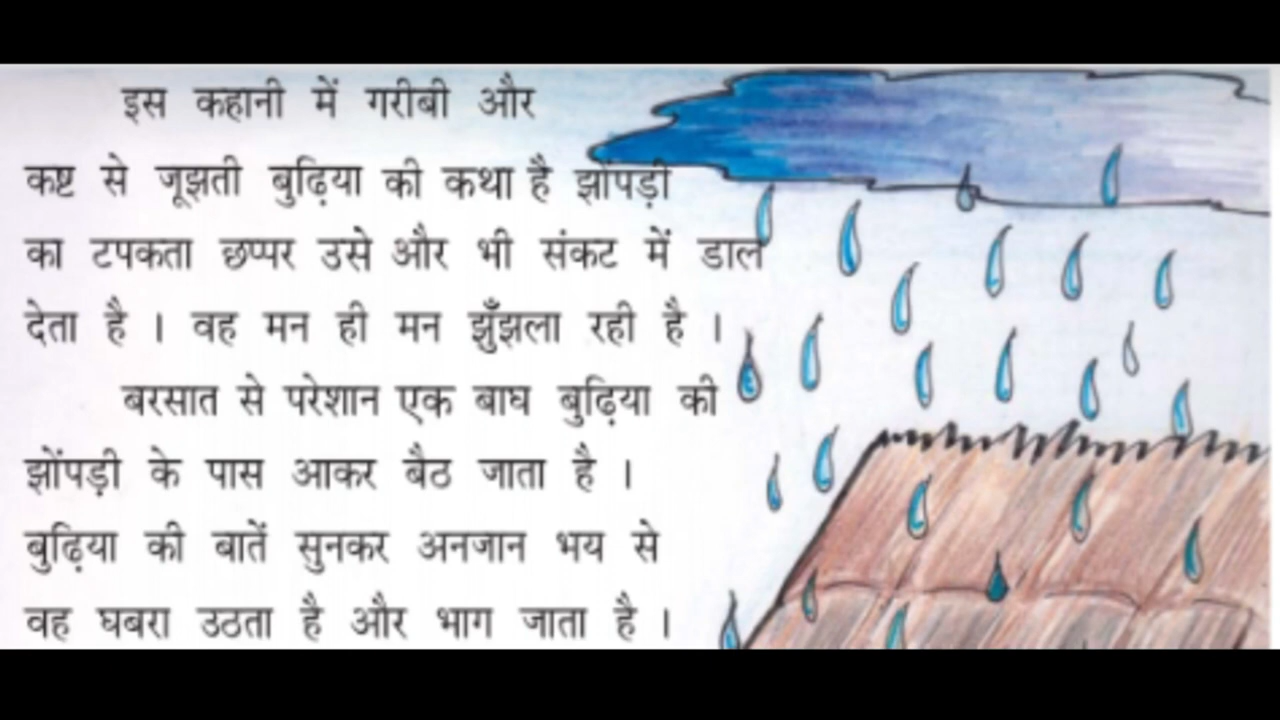 इस कहानी में गरीबी और
कष्ट से जूझती बुढ़िया की कथा है झोंपड़ी
का टपकता छप्पर उसे और भी संकट में डाल
देता है । वह मन ही मन झुँझला रही है ।
बरसात से परेशान एक बाघ बुढ़िया की
झोंपड़ी के पास आकर बैठ जाता है ।
बुढ़िया की बातें सुनकर अनजान भय से
वह घबरा उठता है और भाग जाता है ।